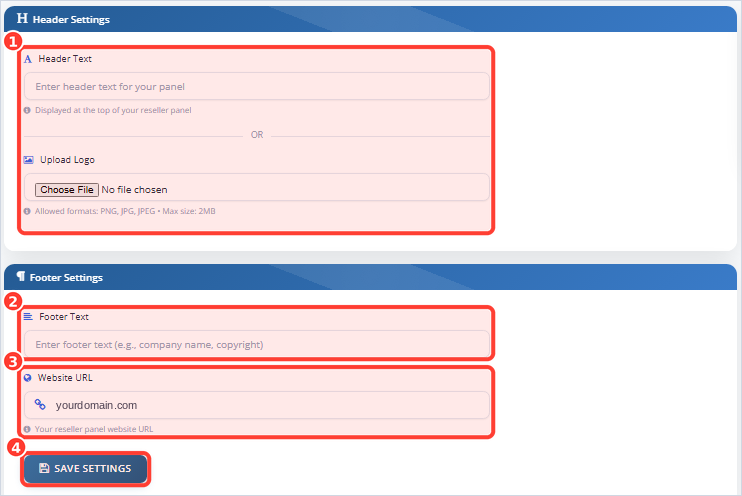 H Header Settings
1
A Header Text
Enter header text for your panel
Displayed at the top of your reseller panel
OR
Upload Logo
Choose File No file chosen
Allowed formats: PNG, JPG, JPEG • Max size: 2MB
¶ Footer Settings
2
Footer Text
Enter footer text (e.g., company name, copyright)
3
Website URL
yourdomain.com
Your reseller panel website URL
4
SAVE SETTINGS